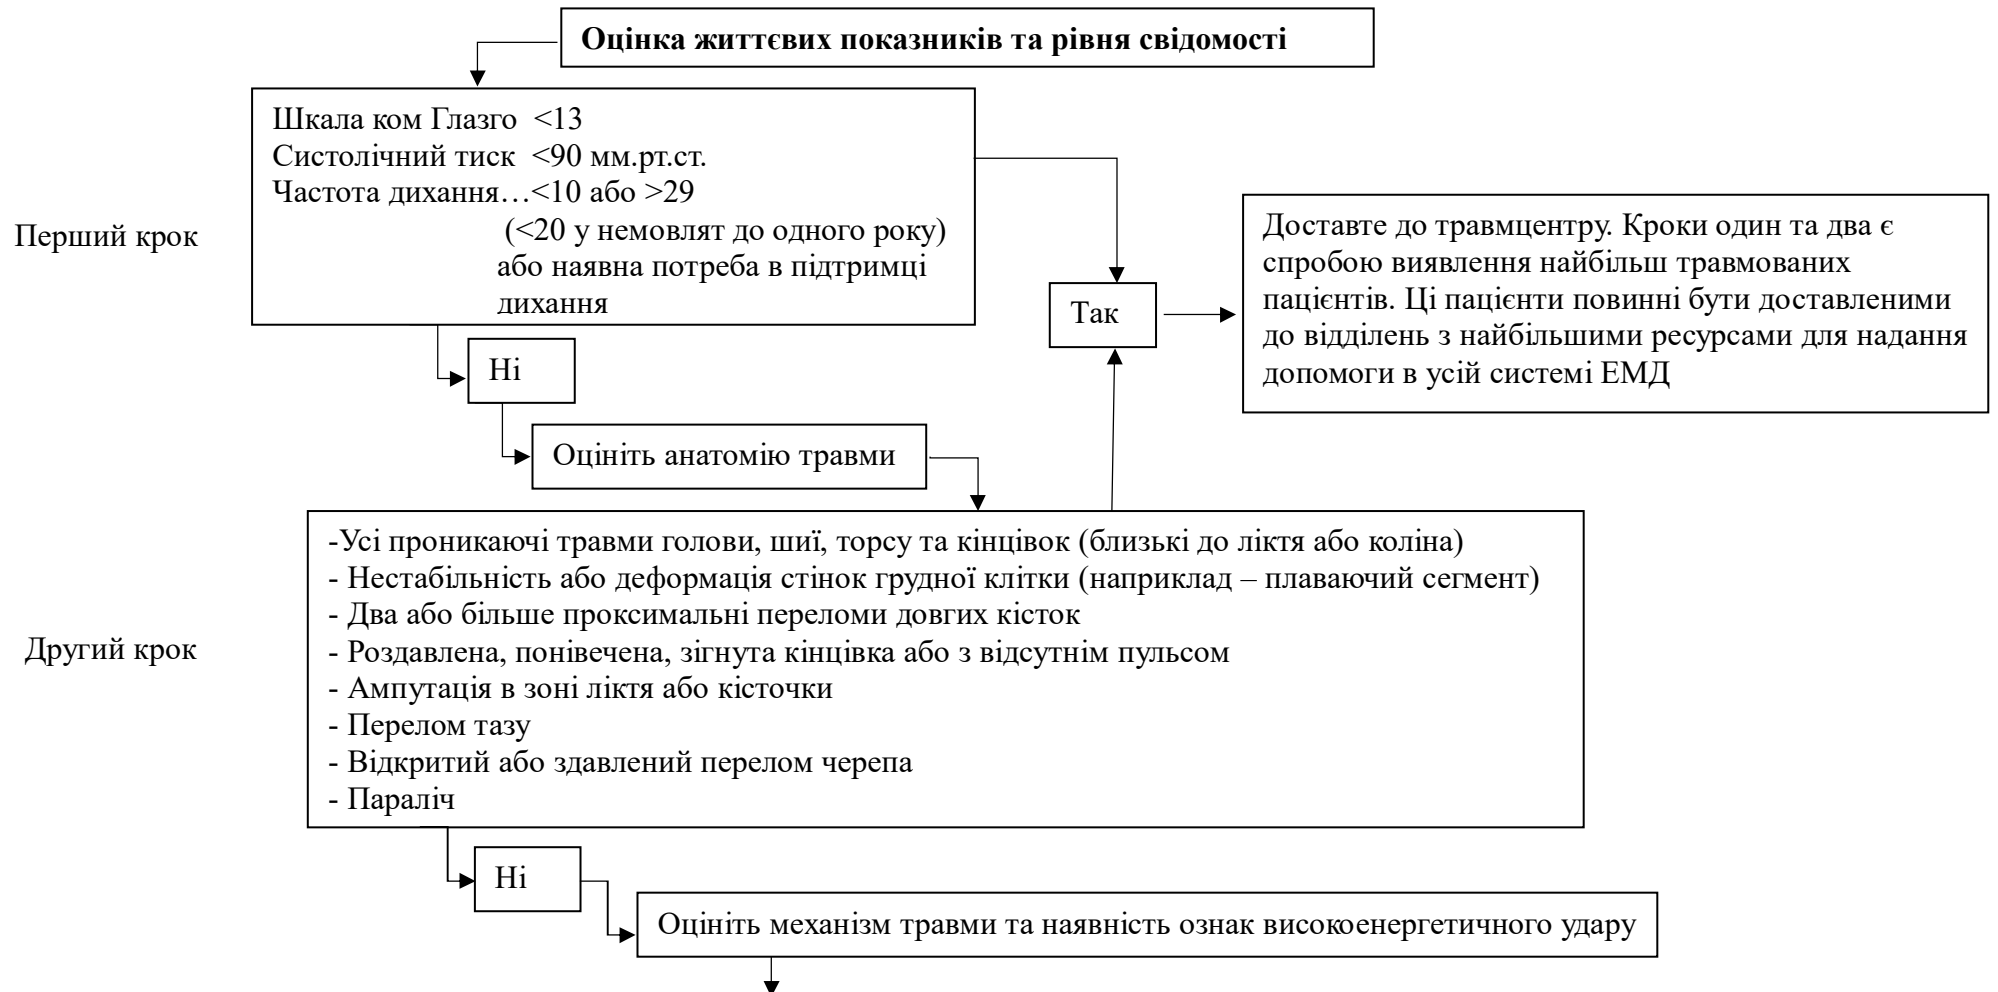 Оцінка життєвих показників та рівня свідомості
Перший крок
Шкала ком Глазго <13
Систолічний тиск <90 мм.рт.ст.
Частота дихання…<10 або >29
(<20 у немовлят до одного року)
або наявна потреба в підтримці
дихання
Так
Доставте до травмцентру. Кроки один та два є
спробою виявлення найбільш травмованих
пацієнтів. Ці пацієнти повинні бути доставленими
до відділень з найбільшими ресурсами для надання
допомоги в усій системі ЕМД
Ні
Оцініть анатомію травми
Другий крок
-Усі проникаючі травми голови, шиї, торсу та кінцівок (близькі до ліктя або коліна)
- Нестабільність або деформація стінок грудної клітки (наприклад – плаваючий сегмент)
- Два або більше проксимальні переломи довгих кісток
- Роздавлена, понівечена, зігнута кінцівка або з відсутнім пульсом
- Ампутація в зоні ліктя або кісточки
- Перелом тазу
- Відкритий або здавлений перелом черепа
- Параліч
Ні
Оцініть механізм травми та наявність ознак високоенергетичного удару